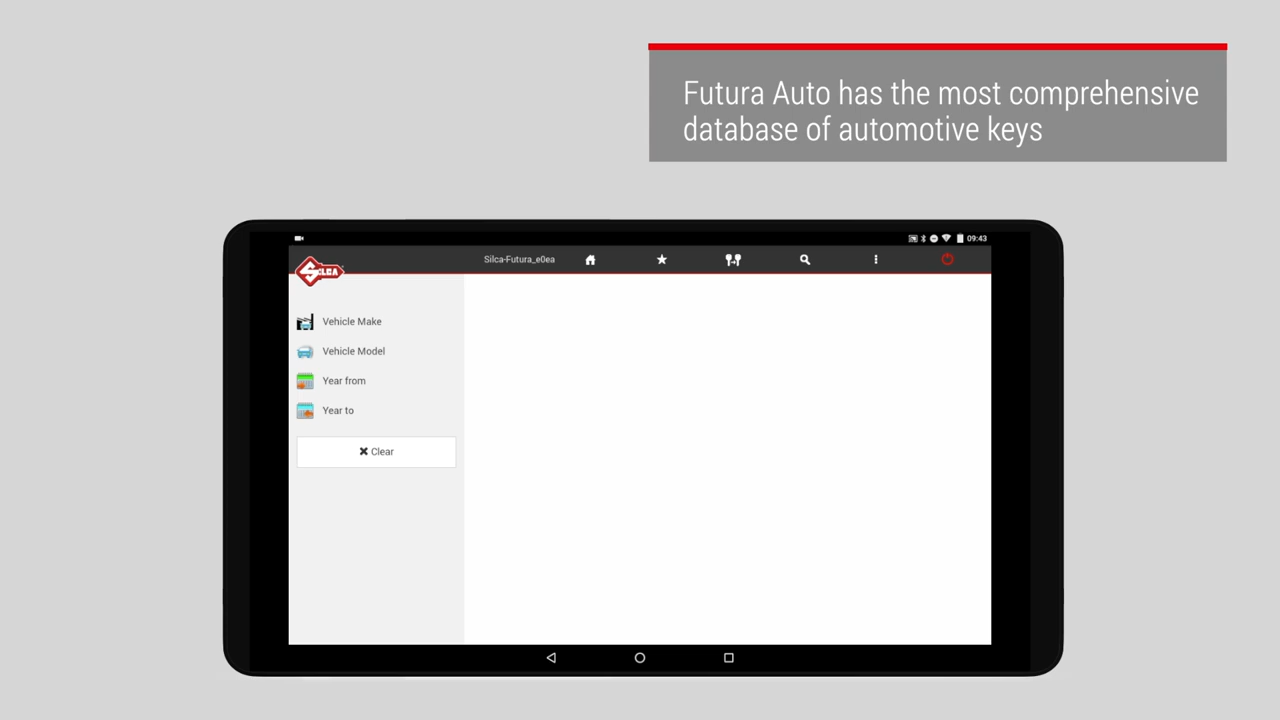 Futura Auto has the most comprehensive
database of automotive keys
09:43
SILCA
Silca-Futura_e0ea
Vehicle Make
Vehicle Model
Year from
Year to
Clear